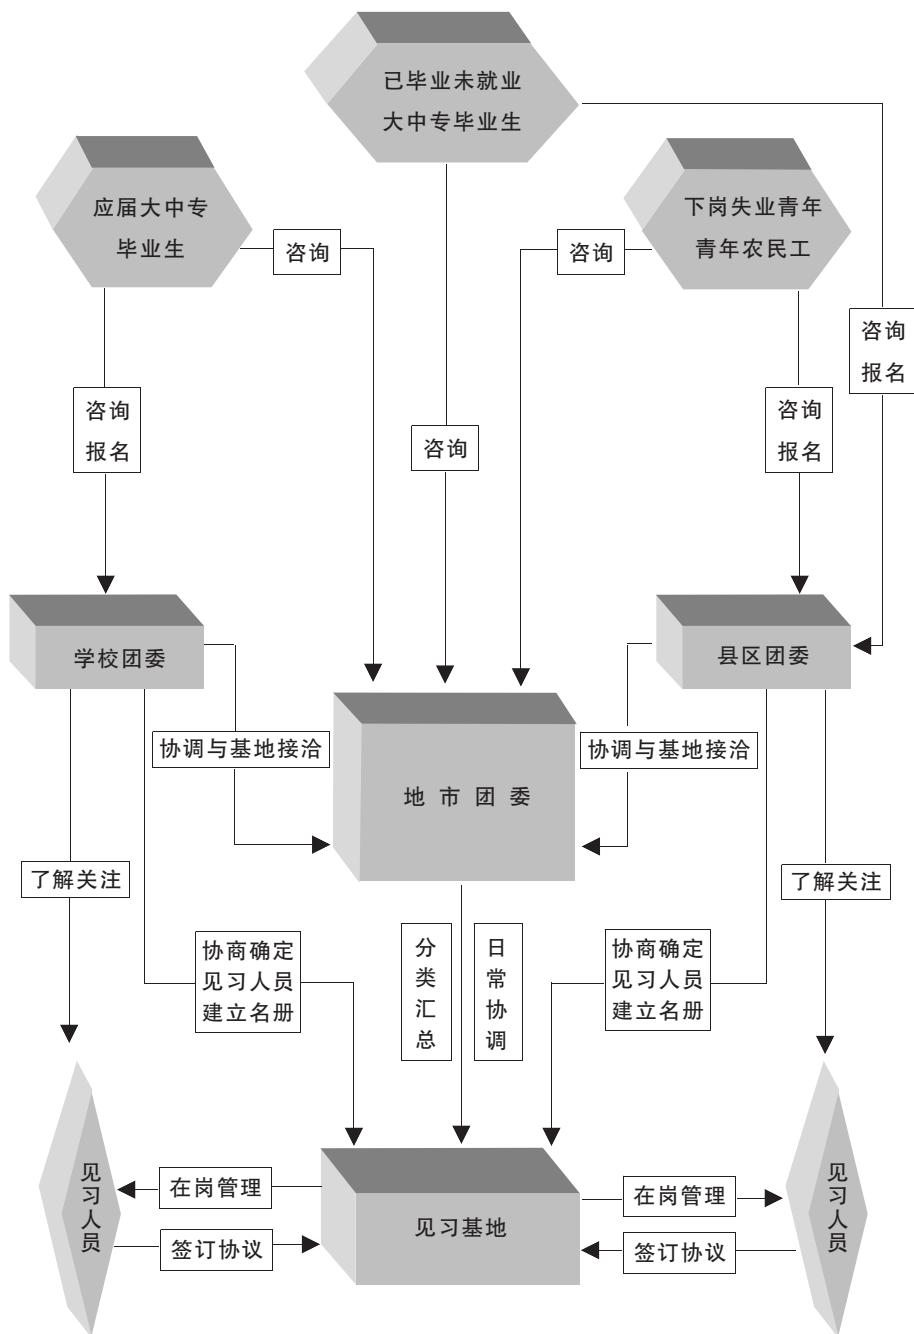 已毕业未就业
大中专毕业生
应届大中专
毕业生
下岗失业青年
青年农民工
咨询
咨询
咨询
报名
咨询
报名
咨询
咨询
报名
学校团委
县区团委
协调与基地接洽
地市团委
协调与基地接洽
了解关注
了解关注
协商确定
见习人员
建立名册
分类汇总
日常协调
协商确定
见习人员
建立名册
见习人员
在岗管理
签订协议
见习基地
在岗管理
签订协议
见习人员